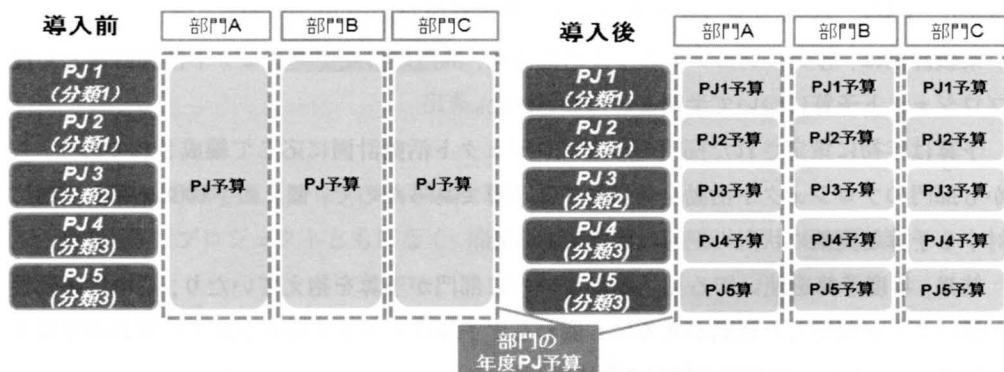 導入前
部門A
部門B
部門C
PJ 1
(分類1)
PJ 2
(分類1)
PJ 3
(分類2)
PJ 4
(分類3)
PJ 5
(分類3)
PJ予算
PJ予算
PJ予算
導入後
部門A
部門B
部門C
PJ 1
(分類1)
PJ1予算
PJ1予算
PJ1予算
PJ 2
(分類1)
PJ2予算
PJ2予算
PJ2予算
PJ 3
(分類2)
PJ3予算
PJ3予算
PJ3予算
PJ 4
(分類3)
PJ4予算
PJ4予算
PJ4予算
PJ 5
(分類3)
PJ5算
PJ5予算
PJ5予算
部門の
年度PJ予算